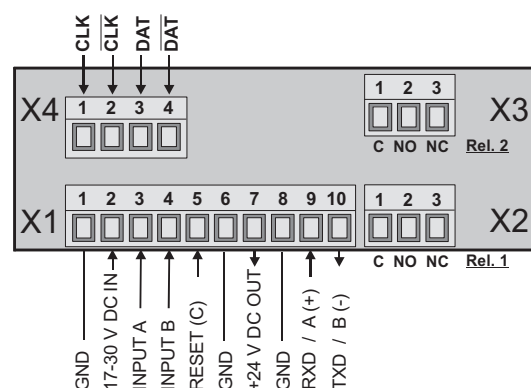 CLK
C̅L̅K̅
DAT
D̅A̅T̅
X4
1 2 3 4
1 2 3
X3
C NO NC
Rel. 2
X1
1 2 3 4 5 6 7 8 9 10
1 2 3
X2
C NO NC
Rel. 1
GND
17-30 V DC IN
INPUT A
INPUT B
RESET (C)
GND
+24 V DC OUT
GND
RXD / A (+)
TXD / B (-)